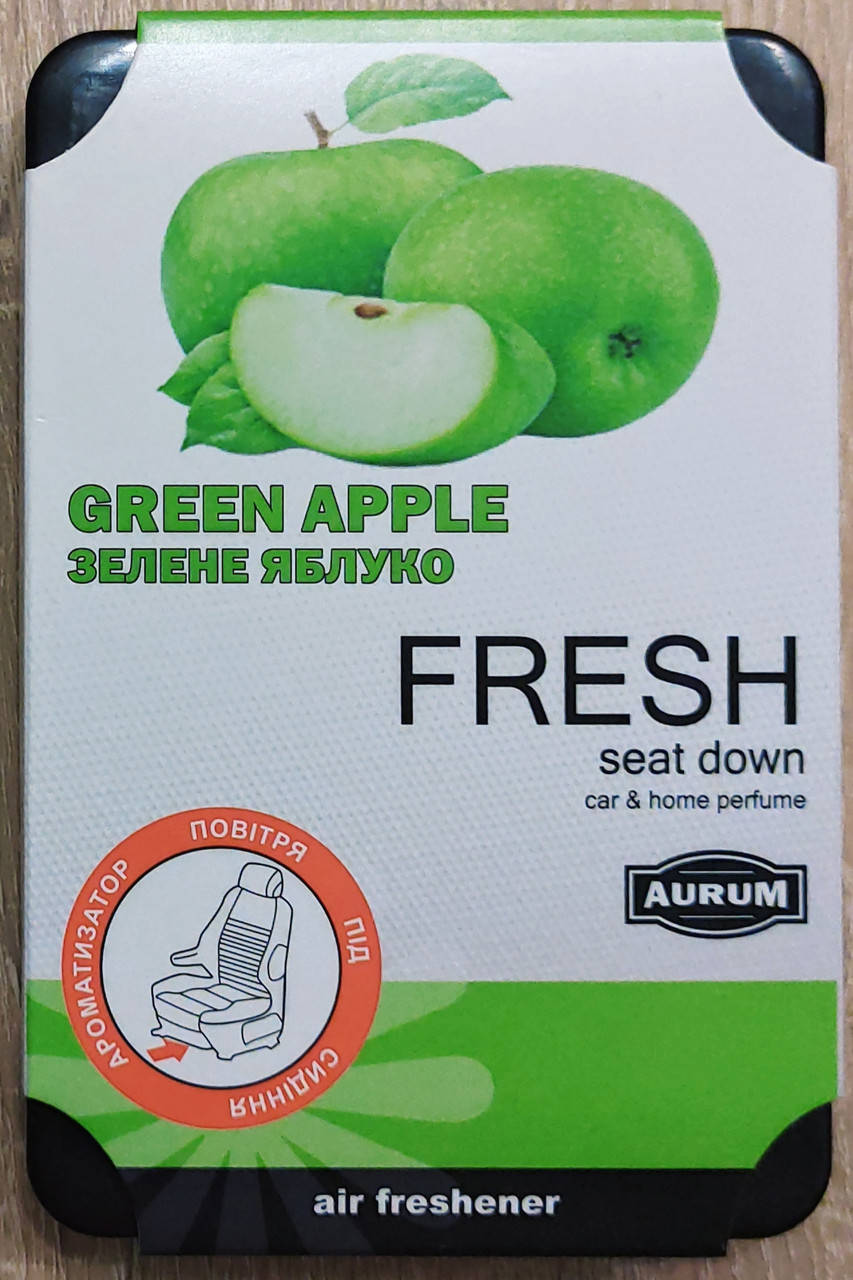 GREEN APPLE
ЗЕЛЕНЕ ЯБЛУКО
FRESH
seat down
car & home perfume
AURUM
АРОМАТИЗАТОР ПОВІТРЯ ПІД СИДІННЯ
air freshener